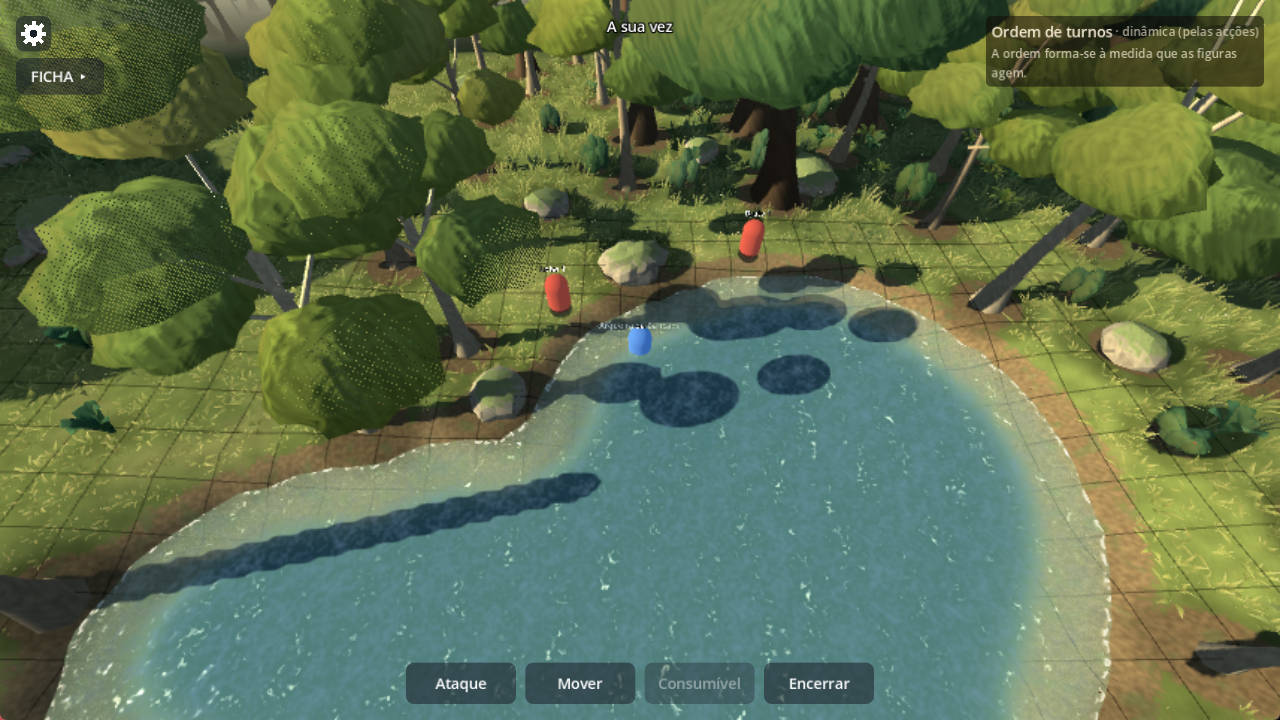 A sua vez
FICHA ▸
Ordem de turnos · dinâmica (pelas acções)
A ordem forma-se à medida que as figuras
agem.
Ataque
Mover
Consumível
Encerrar